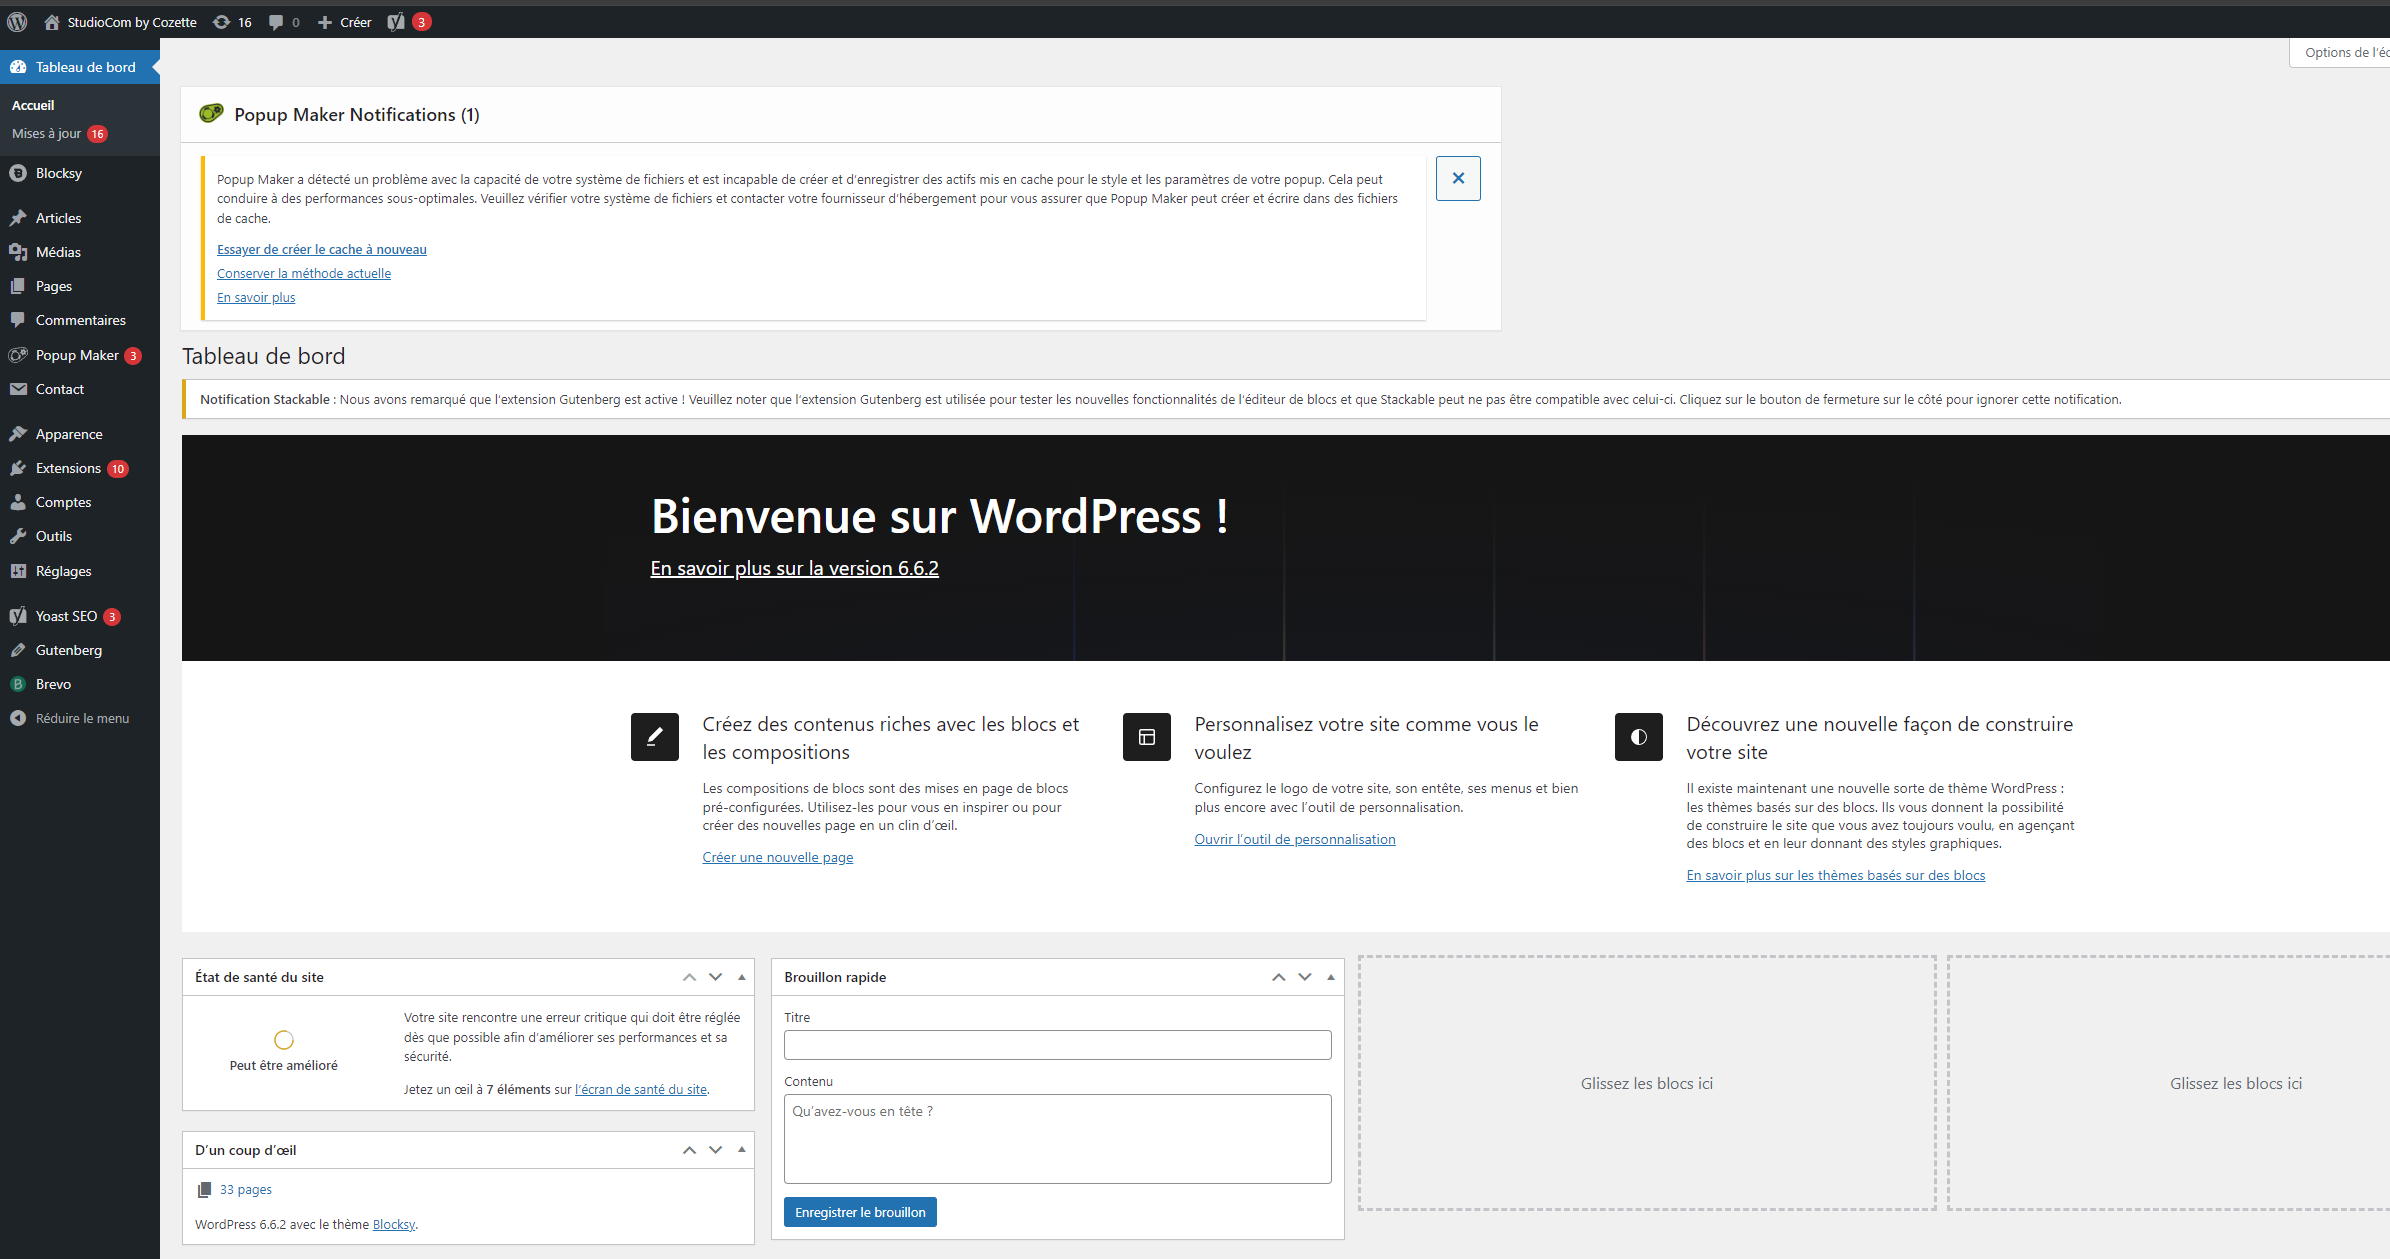 StudioCom by Cozette 16 0 Créer 3
Options de l'éc
Tableau de bord
Accueil
Mises à jour 16
Blocksy
Articles
Médias
Pages
Commentaires
Popup Maker 3
Contact
Apparence
Extensions 10
Comptes
Outils
Réglages
Yoast SEO 3
Gutenberg
Brevo
Réduire le menu
Popup Maker Notifications (1)
Popup Maker a détecté un problème avec la capacité de votre système de fichiers et est incapable de créer et d'enregistrer des actifs mis en cache pour le style et les paramètres de votre popup. Cela peut
conduire à des performances sous-optimales. Veuillez vérifier votre système de fichiers et contacter votre fournisseur d'hébergement pour vous assurer que Popup Maker peut créer et écrire dans des fichiers
de cache.
Essayer de créer le cache à nouveau
Conserver la méthode actuelle
En savoir plus
Tableau de bord
Notification Stackable : Nous avons remarqué que l'extension Gutenberg est active ! Veuillez noter que l'extension Gutenberg est utilisée pour tester les nouvelles fonctionnalités de l'éditeur de blocs et que Stackable peut ne pas être compatible avec celui-ci. Cliquez sur le bouton de fermeture sur le côté pour ignorer cette notification.
Bienvenue sur WordPress !
En savoir plus sur la version 6.6.2
Créez des contenus riches avec les blocs et
les compositions
Les compositions de blocs sont des mises en page de blocs
pré-configurées. Utilisez-les pour vous en inspirer ou pour
créer des nouvelles page en un clin d'œil.
Créer une nouvelle page
Personnalisez votre site comme vous le
voulez
Configurez le logo de votre site, son entête, ses menus et bien
plus encore avec l'outil de personnalisation.
Ouvrir l'outil de personnalisation
Découvrez une nouvelle façon de construire
votre site
Il existe maintenant une nouvelle sorte de thème WordPress :
les thèmes basés sur des blocs. Ils vous donnent la possibilité
de construire le site que vous avez toujours voulu, en agençant
des blocs et en leur donnant des styles graphiques.
En savoir plus sur les thèmes basés sur des blocs
État de santé du site
Peut être amélioré
Votre site rencontre une erreur critique qui doit être réglée
dès que possible afin d'améliorer ses performances et sa
sécurité.
Jetez un œil à 7 éléments sur l'écran de santé du site.
D'un coup d'œil
33 pages
WordPress 6.6.2 avec le thème Blocksy.
Brouillon rapide
Titre
Contenu
Qu'avez-vous en tête ?
Enregistrer le brouillon
Glissez les blocs ici
Glissez les blocs ici